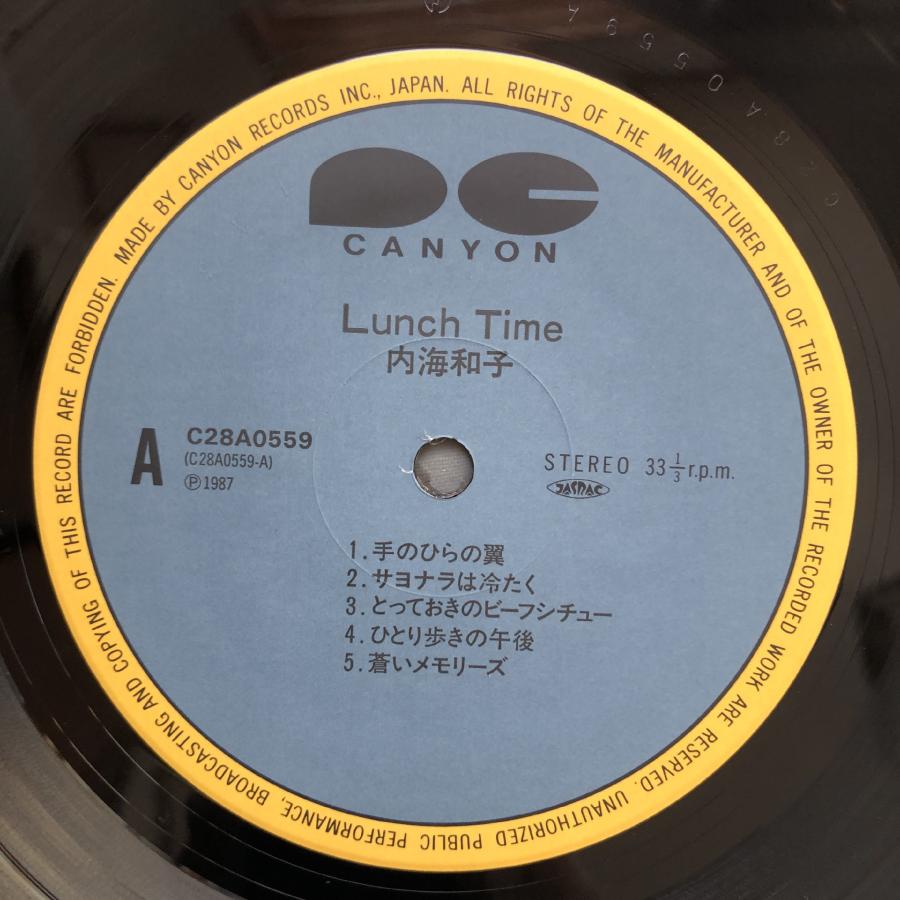 MADE BY CANYON RECORDS INC., JAPAN. ALL RIGHTS OF THE MANUFACTURER AND OF THE OWNER OF THE RECORDED WORK ARE RESERVED. UNAUTHORIZED PUBLIC PERFORMANCE, BROADCASTING AND COPYING OF THIS RECORD ARE FORBIDDEN.
CANYON
Lunch Time
内海和子
A
C28A0559
(C28A0559-A)
Ⓟ1987
STEREO 33 1/3 r.p.m.
JASRAC
1.手のひらの翼
2.サヨナラは冷たく
3.とっておきのビーフシチュー
4.ひとり歩きの午後
5.蒼いメモリーズ